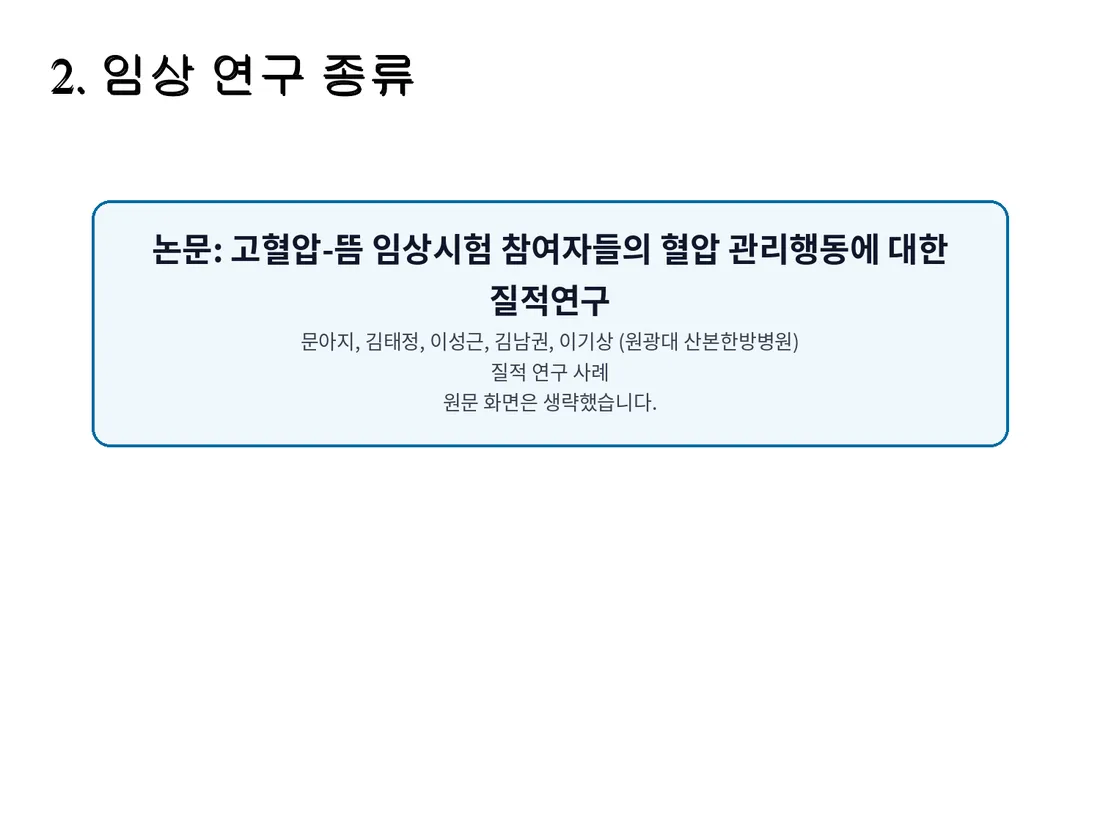 2. 임상 연구 종류
논문: 고혈압-뜸 임상시험 참여자들의 혈압 관리행동에 대한
질적연구
문아지, 김태정, 이성근, 김남권, 이기상 (원광대 산본한방병원)
질적 연구 사례
원문 화면은 생략했습니다.